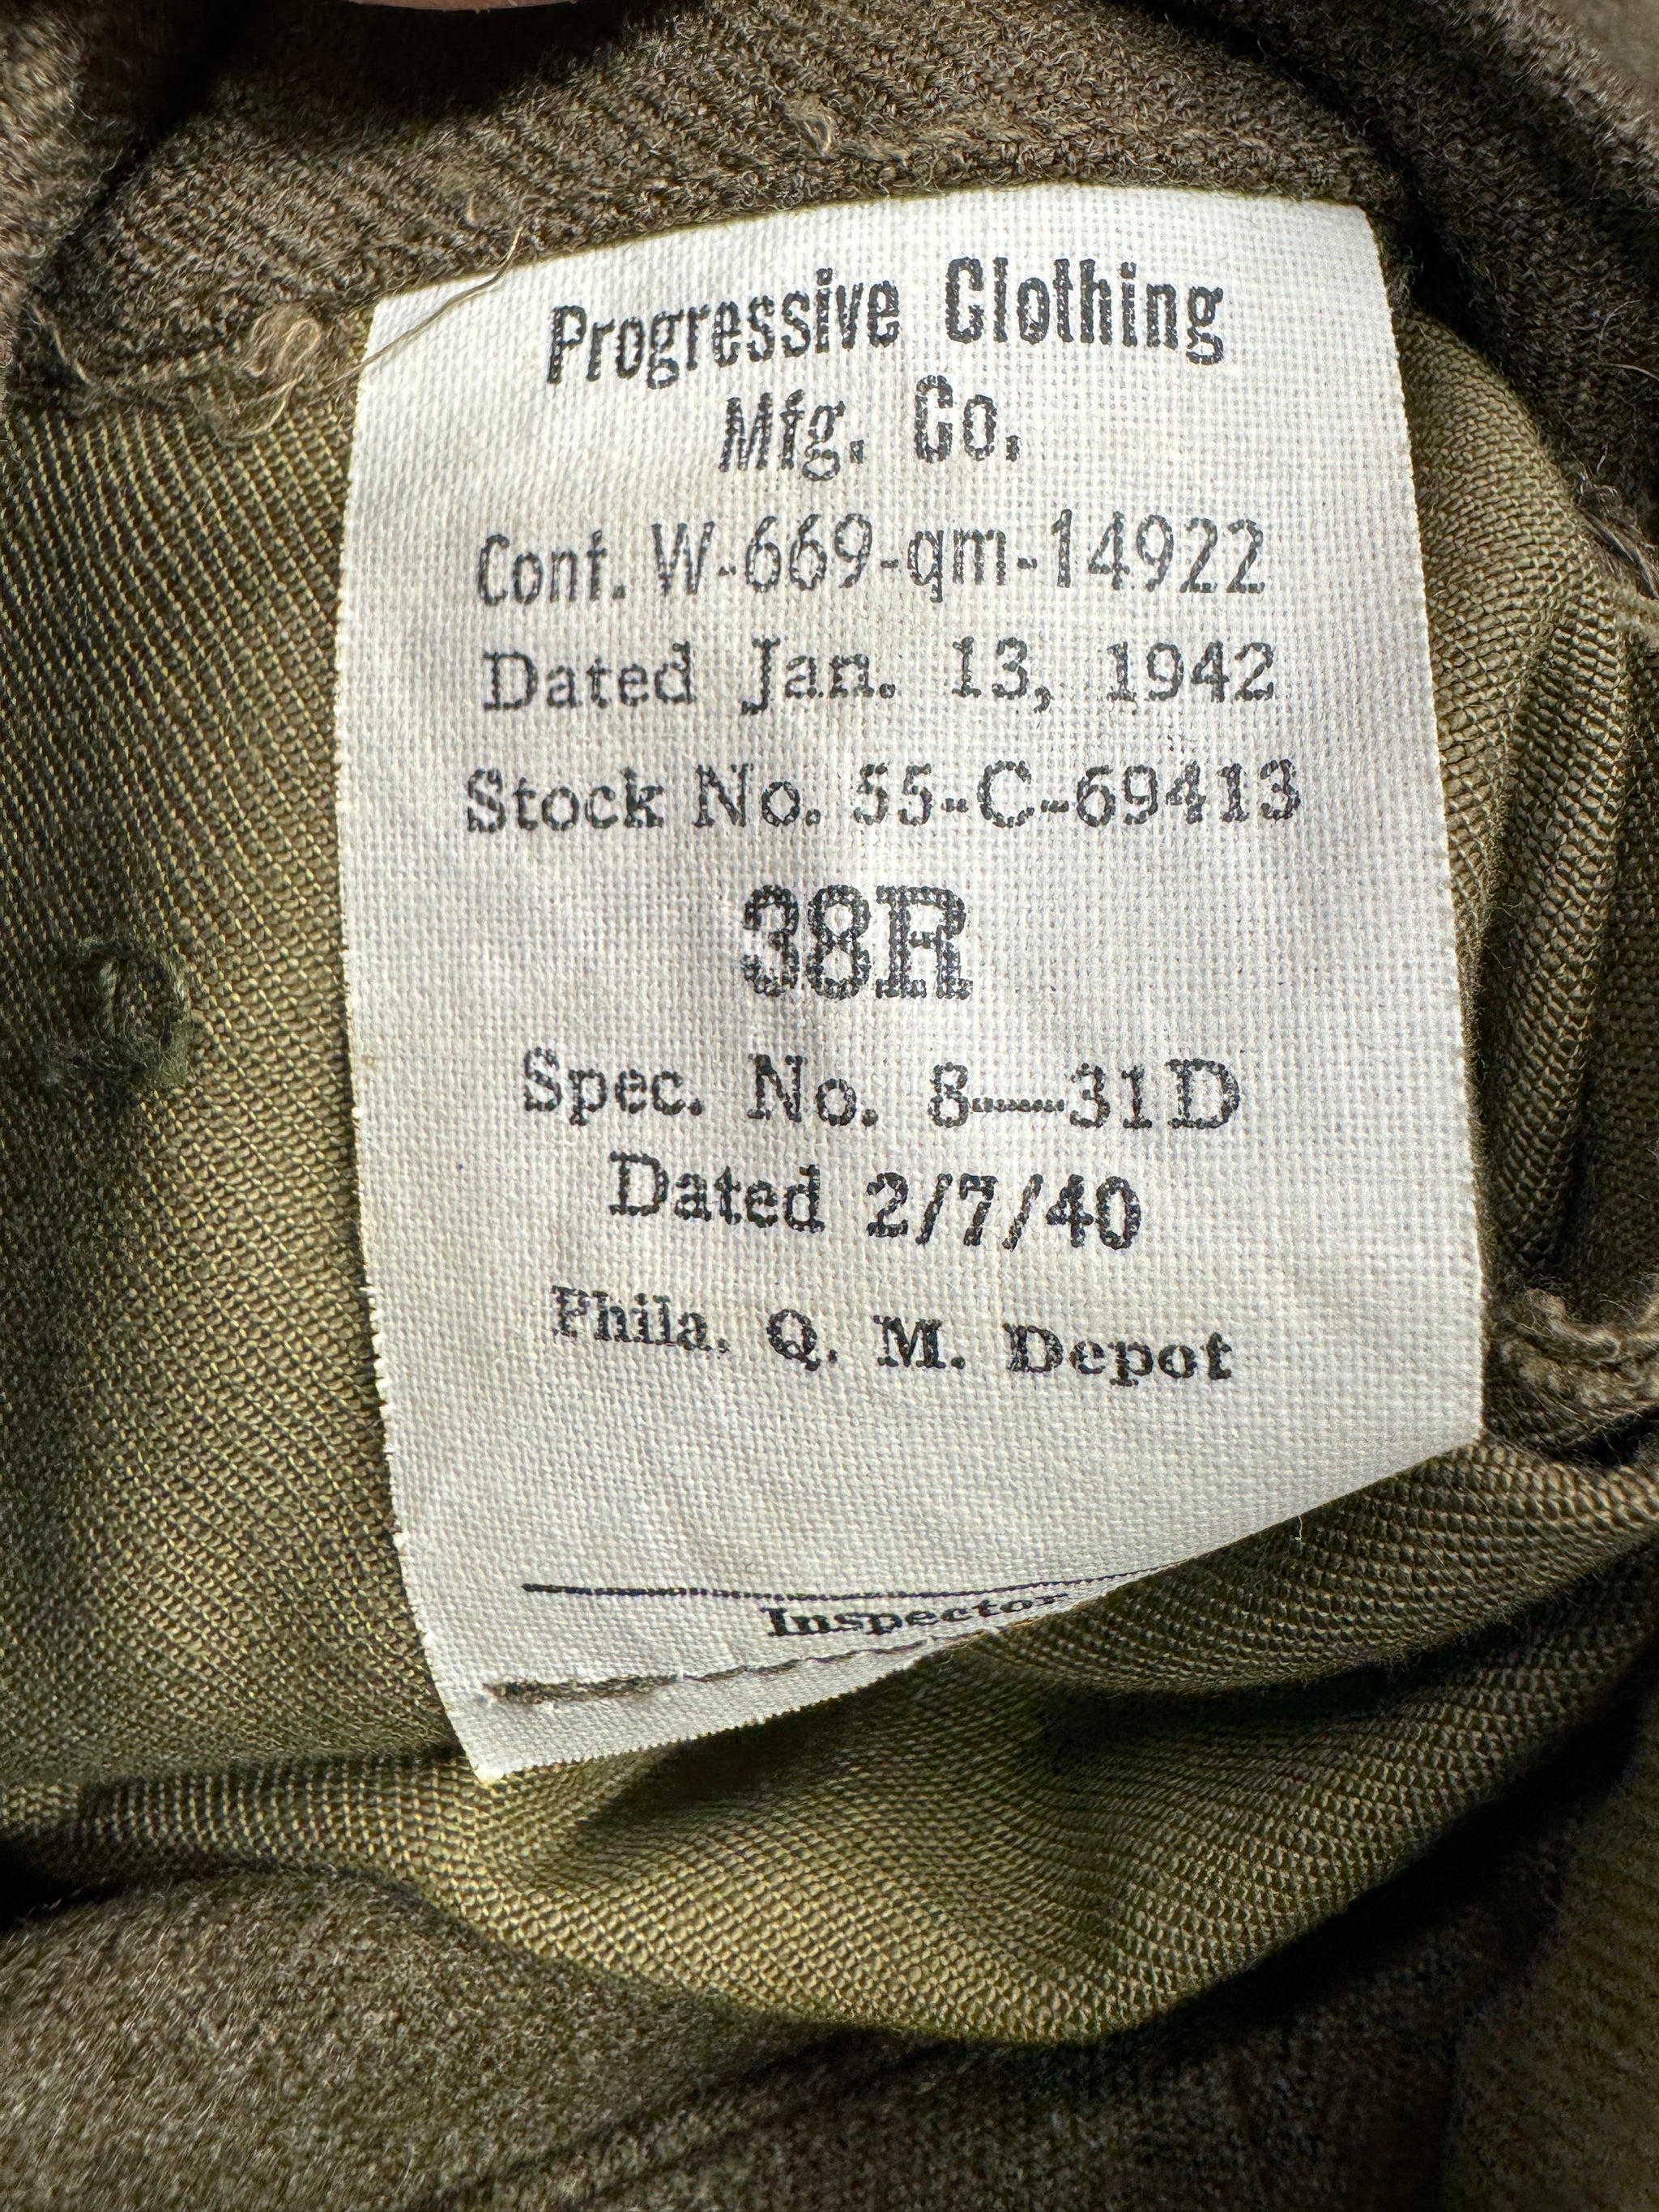 Progressive Clothing
Mfg. Co.
Cont. W-669-qm-14922
Dated Jan. 13, 1942
Stock No. 55-C-69413
38R
Spec. No. 8—31D
Dated 2/7/40
Phila. Q. M. Depot
Inspector